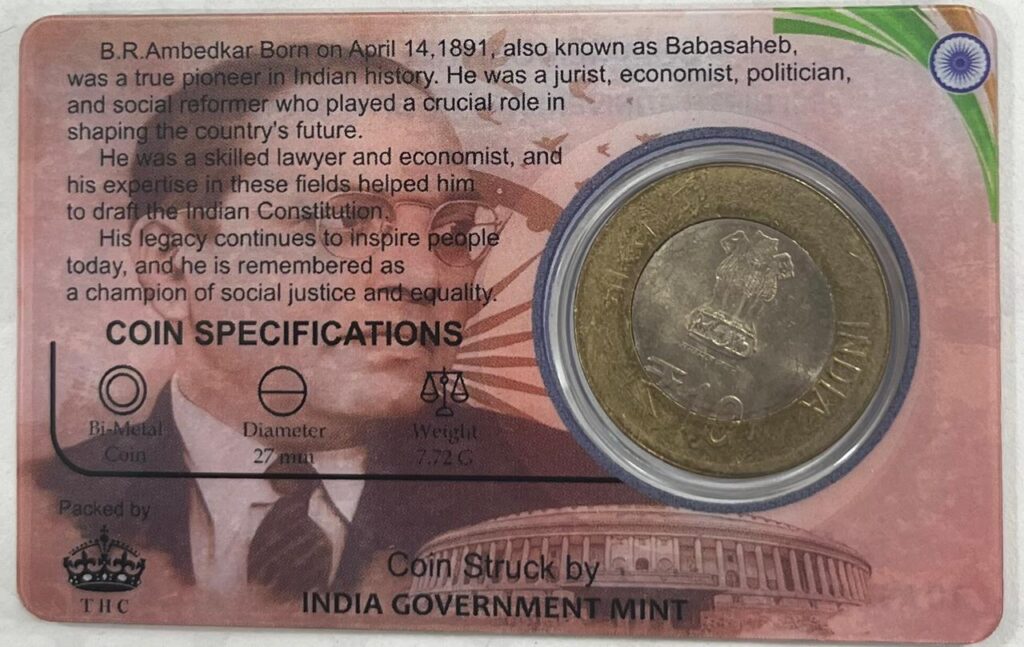 B.R.Ambedkar Born on April 14,1891, also known as Babasaheb,
was a true pioneer in Indian history. He was a jurist, economist, politician,
and social reformer who played a crucial role in
shaping the country's future.
He was a skilled lawyer and economist, and
his expertise in these fields helped him
to draft the Indian Constitution.
His legacy continues to inspire people
today, and he is remembered as
a champion of social justice and equality.
COIN SPECIFICATIONS
Bi-Metal
Coin
Diameter
27 mm
Weight
7.72 G
Packed by
THC
Coin Struck by
INDIA GOVERNMENT MINT
भारत
INDIA
₹10